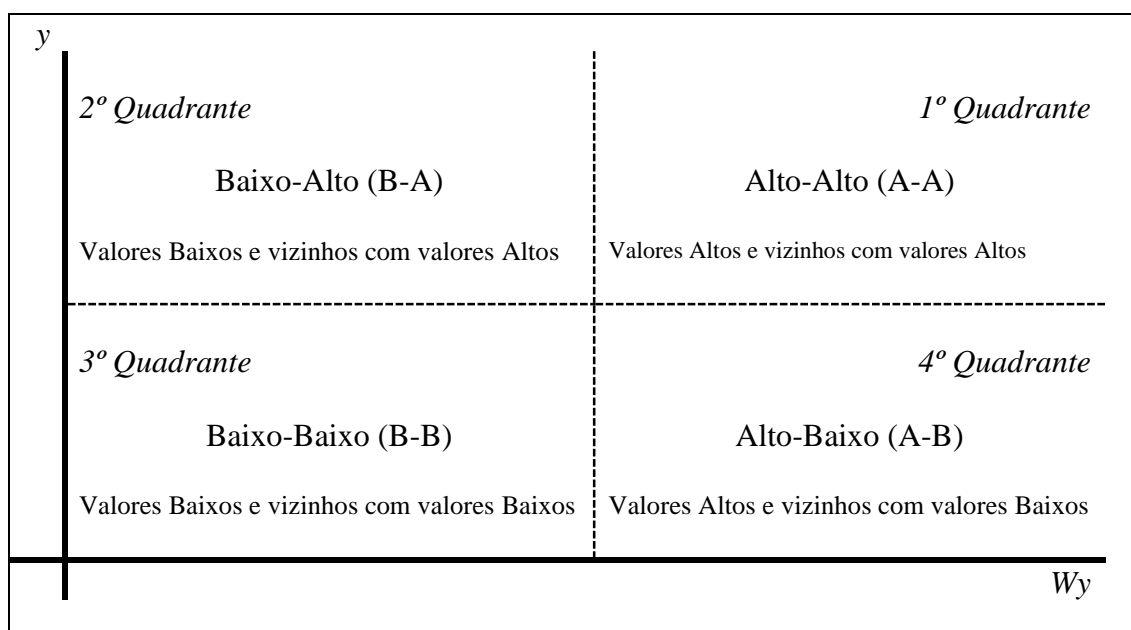 y
2º Quadrante
1º Quadrante
Baixo-Alto (B-A)
Alto-Alto (A-A)
Valores Baixos e vizinhos com valores Altos
Valores Altos e vizinhos com valores Altos
3º Quadrante
4º Quadrante
Baixo-Baixo (B-B)
Alto-Baixo (A-B)
Valores Baixos e vizinhos com valores Baixos
Valores Altos e vizinhos com valores Baixos
Wy